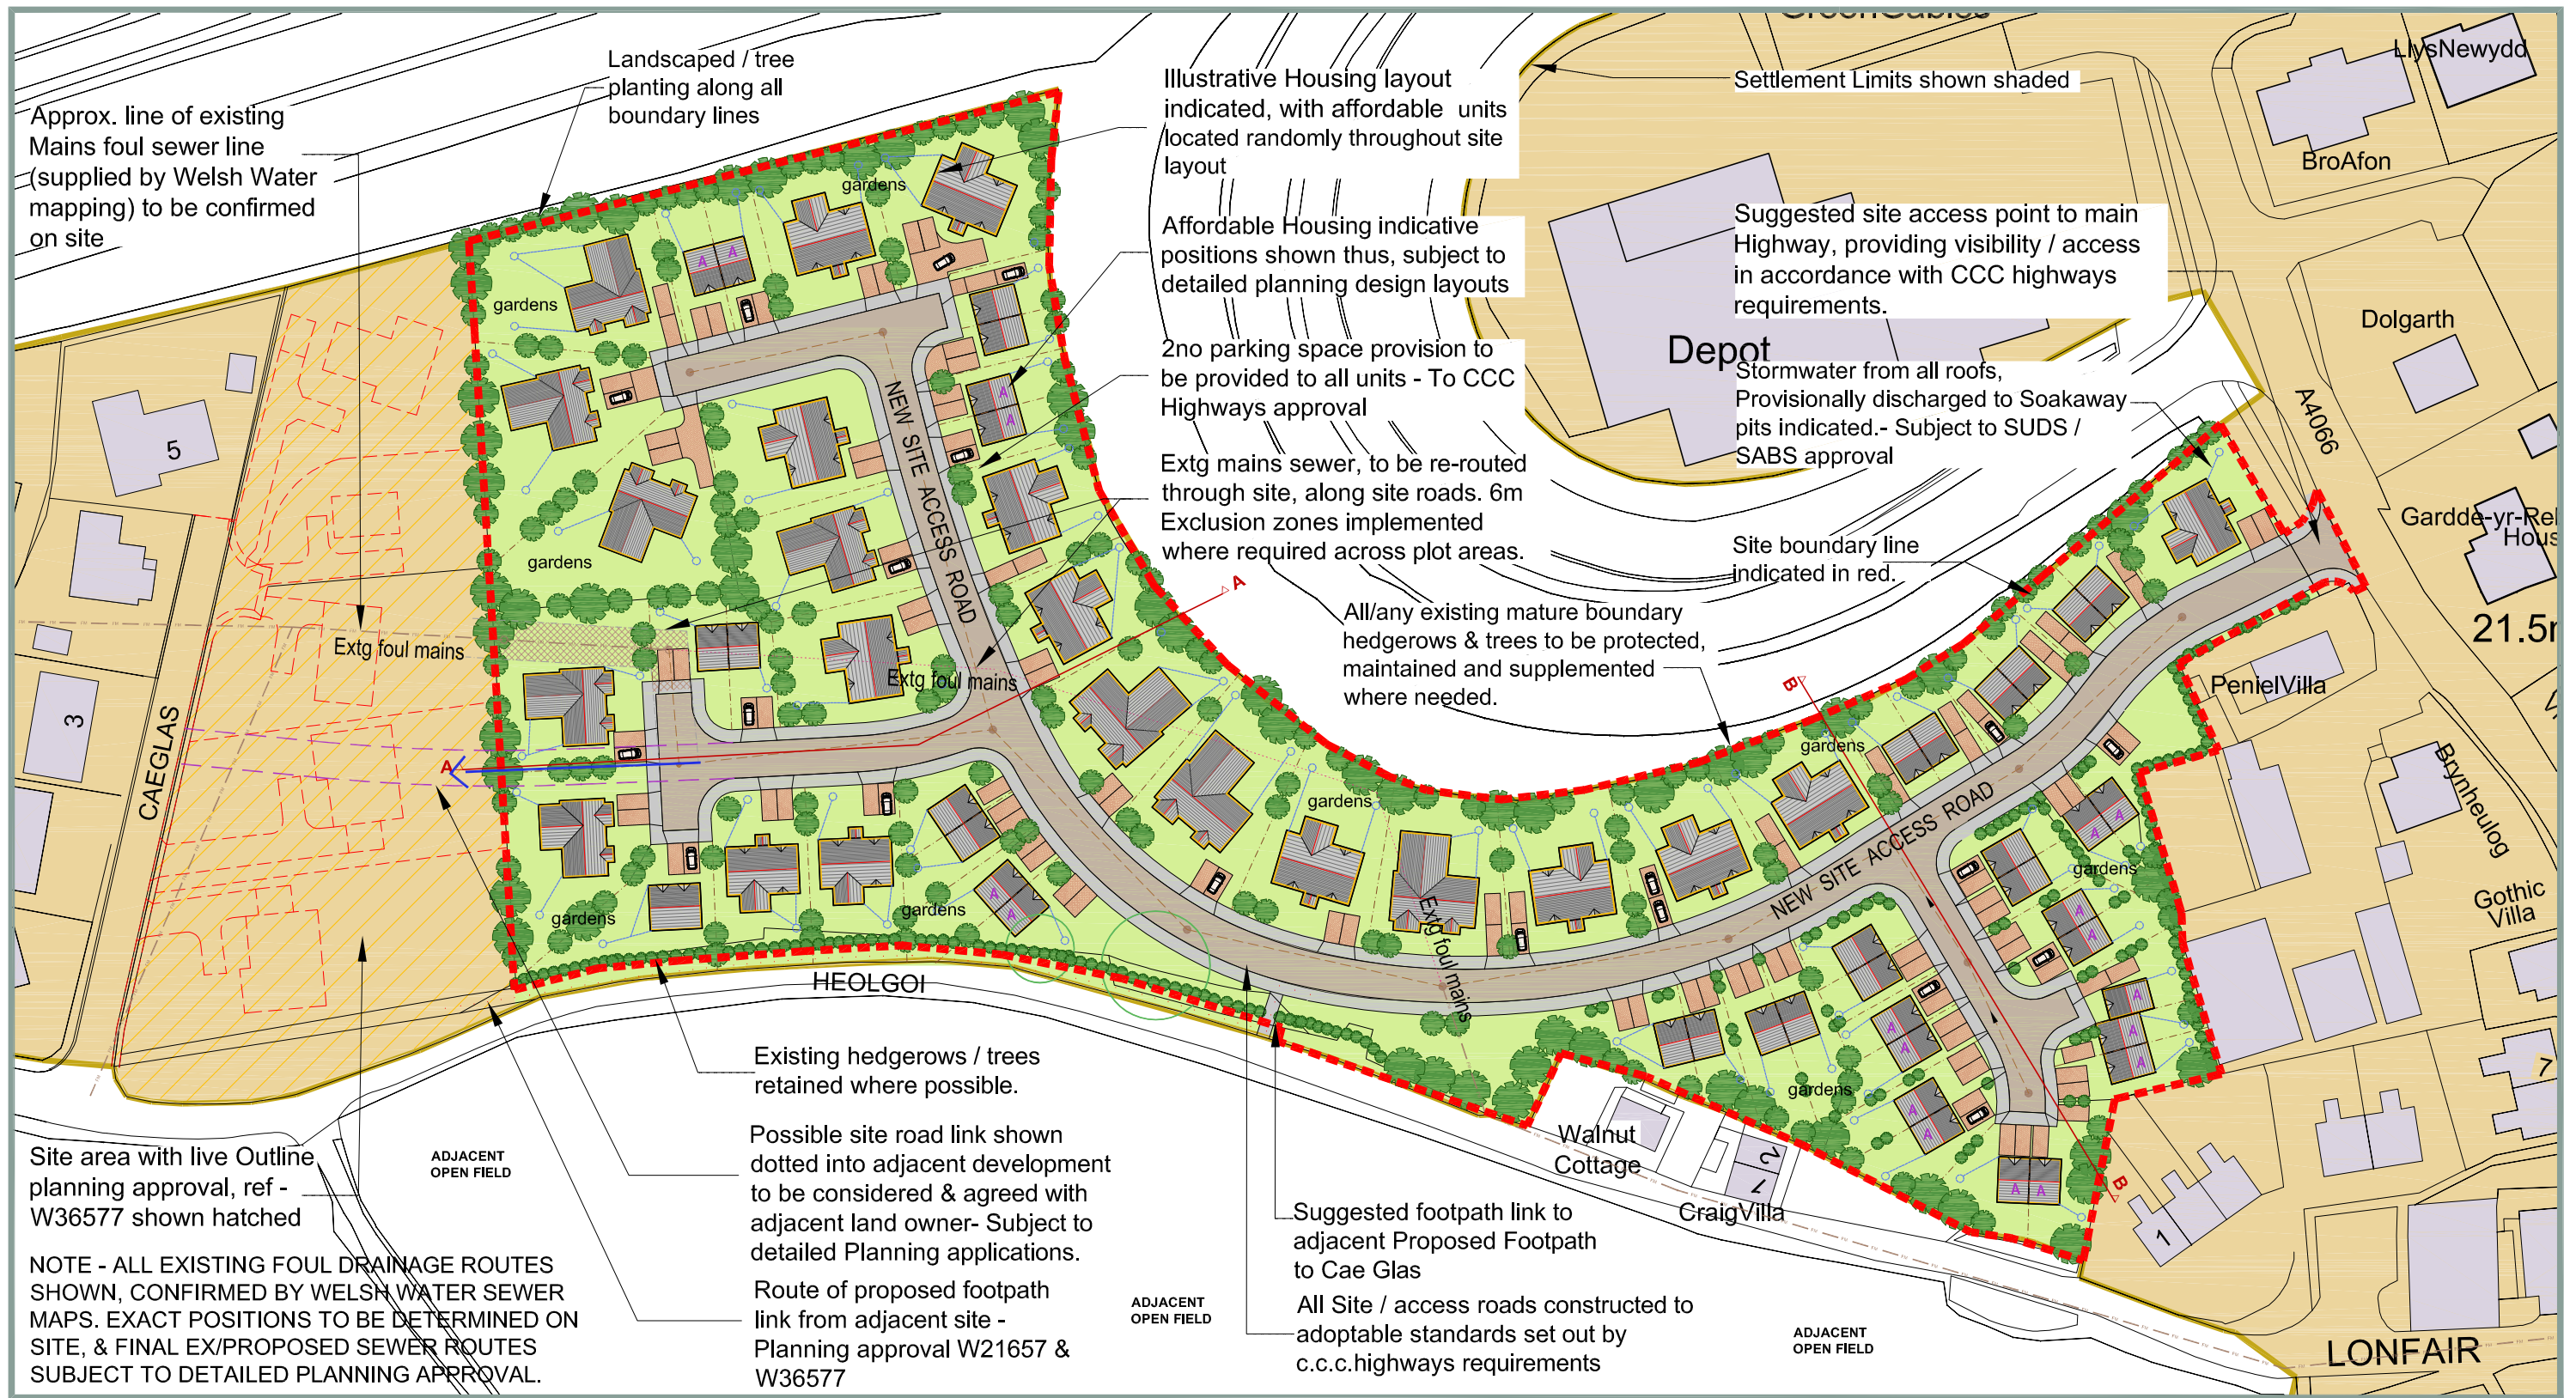 GreenGables
LlysNewydd
BroAfon
Dolgarth
A4066
Approx. line of existing
Mains foul sewer line
(supplied by Welsh Water
mapping) to be confirmed
on site
Landscaped / tree
planting along all
boundary lines
Illustrative Housing layout
indicated, with affordable units
located randomly throughout site
layout
Affordable Housing indicative
positions shown thus, subject to
detailed planning design layouts
2no parking space provision to
be provided to all units - To CCC
Highways approval
Extg mains sewer, to be re-routed
through site, along site roads. 6m
Exclusion zones implemented
where required across plot areas.
Settlement Limits shown shaded
Suggested site access point to main
Highway, providing visibility / access
in accordance with CCC highways
requirements.
Depot
Stormwater from all roofs,
Provisionally discharged to Soakaway
pits indicated.- Subject to SUDS /
SABS approval
Site boundary line
indicated in red.
All/any existing mature boundary
hedgerows & trees to be protected,
maintained and supplemented
where needed.
21.5
PenielVilla
Brynheulog
Gothic
Villa
7
1
LONFAIR
5
3
CAEGLAS
Extg foul mains
Extg foul mains
Extg foul mains
gardens
gardens
gardens
gardens
gardens
gardens
gardens
gardens
gardens
NEW SITE ACCESS ROAD
NEW SITE ACCESS ROAD
A
A
B
B
A A
A
A
A
A
A A
A
A
A
A
A
A
A
A
A A
HEOLGOI
Walnut
Cottage
2
1
CraigVilla
Existing hedgerows / trees
retained where possible.
Possible site road link shown
dotted into adjacent development
to be considered & agreed with
adjacent land owner- Subject to
detailed Planning applications.
Route of proposed footpath
link from adjacent site -
Planning approval W21657 &
W36577
Suggested footpath link to
adjacent Proposed Footpath
to Cae Glas
All Site / access roads constructed to
adoptable standards set out by
c.c.c.highways requirements
ADJACENT
OPEN FIELD
ADJACENT
OPEN FIELD
ADJACENT
OPEN FIELD
Site area with live Outline
planning approval, ref -
W36577 shown hatched
NOTE - ALL EXISTING FOUL DRAINAGE ROUTES
SHOWN, CONFIRMED BY WELSH WATER SEWER
MAPS. EXACT POSITIONS TO BE DETERMINED ON
SITE, & FINAL EX/PROPOSED SEWER ROUTES
SUBJECT TO DETAILED PLANNING APPROVAL.